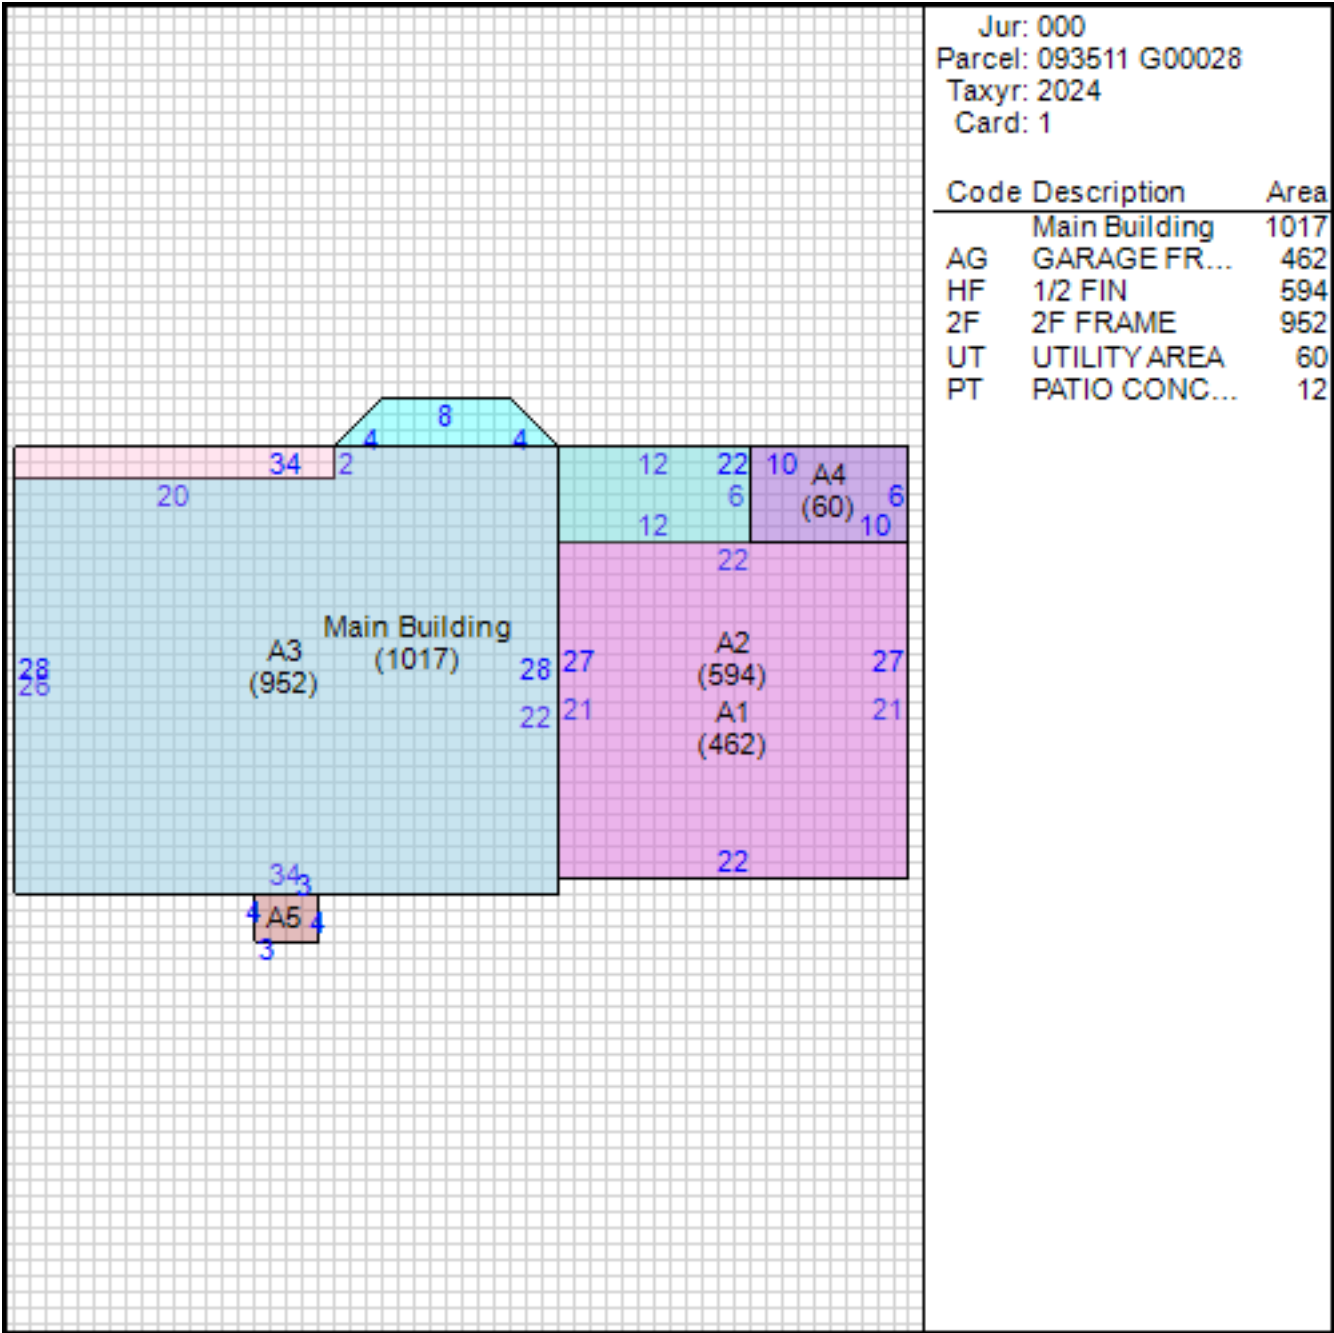 Jur: 000
Parcel: 093511 G00028
Taxyr: 2024
Card: 1
Code Description Area
Main Building 1017
AG GARAGE FR... 462
HF 1/2 FIN 594
2F 2F FRAME 952
UT UTILITY AREA 60
PT PATIO CONC... 12
8
4 4
34 2 12 22 10 A4
20 6 (60) 6
12 10
22
Main Building
(1017)
A3
(952)
A2
(594)
28 28 27 27
26
22 21 21
A1
(462)
34 22
3
4 A5 4
3